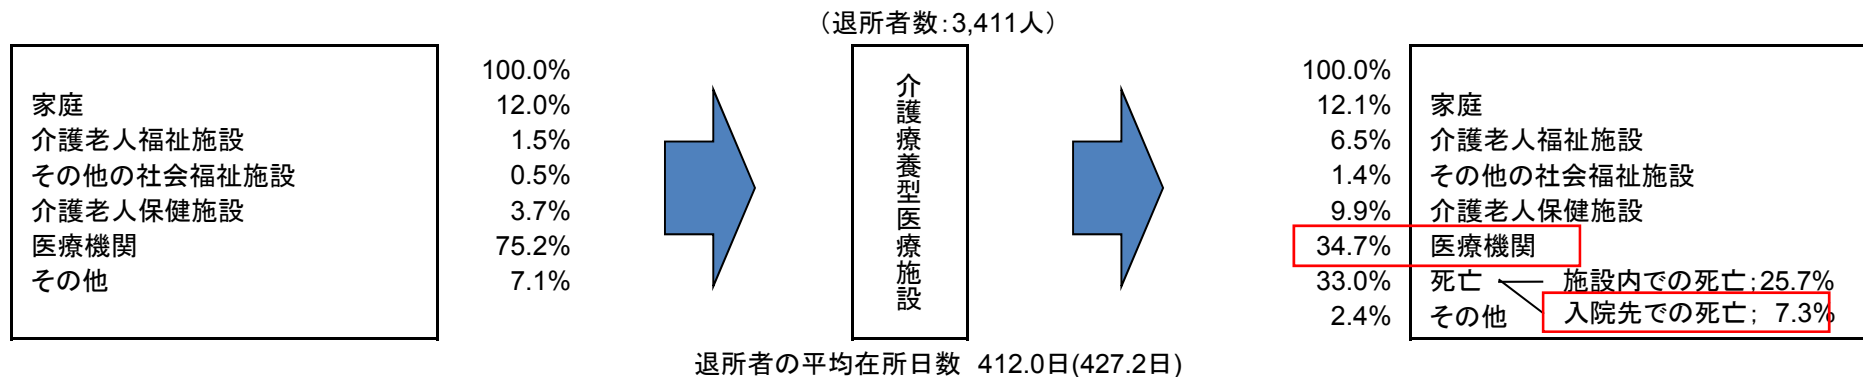 （退所者数：3,411人）
100.0%
家庭 12.0%
介護老人福祉施設 1.5%
その他の社会福祉施設 0.5%
介護老人保健施設 3.7%
医療機関 75.2%
その他 7.1%
介護療養型医療施設
100.0%
12.1% 家庭
6.5% 介護老人福祉施設
1.4% その他の社会福祉施設
9.9% 介護老人保健施設
34.7% 医療機関
33.0% 死亡 施設内での死亡；25.7%
2.4% その他 入院先での死亡； 7.3%
退所者の平均在所日数 412.0日(427.2日)